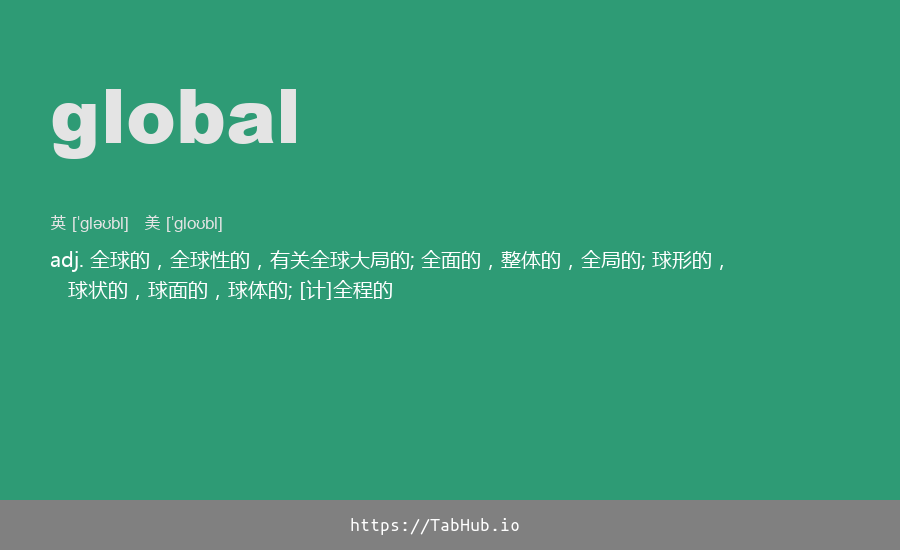 global
英 [ˈɡləʊbl] 美 [ˈɡloʊbl]
adj. 全球的，全球性的，有关全球大局的; 全面的，整体的，全局的; 球形的，
球状的，球面的，球体的; [计]全程的
https://TabHub.io